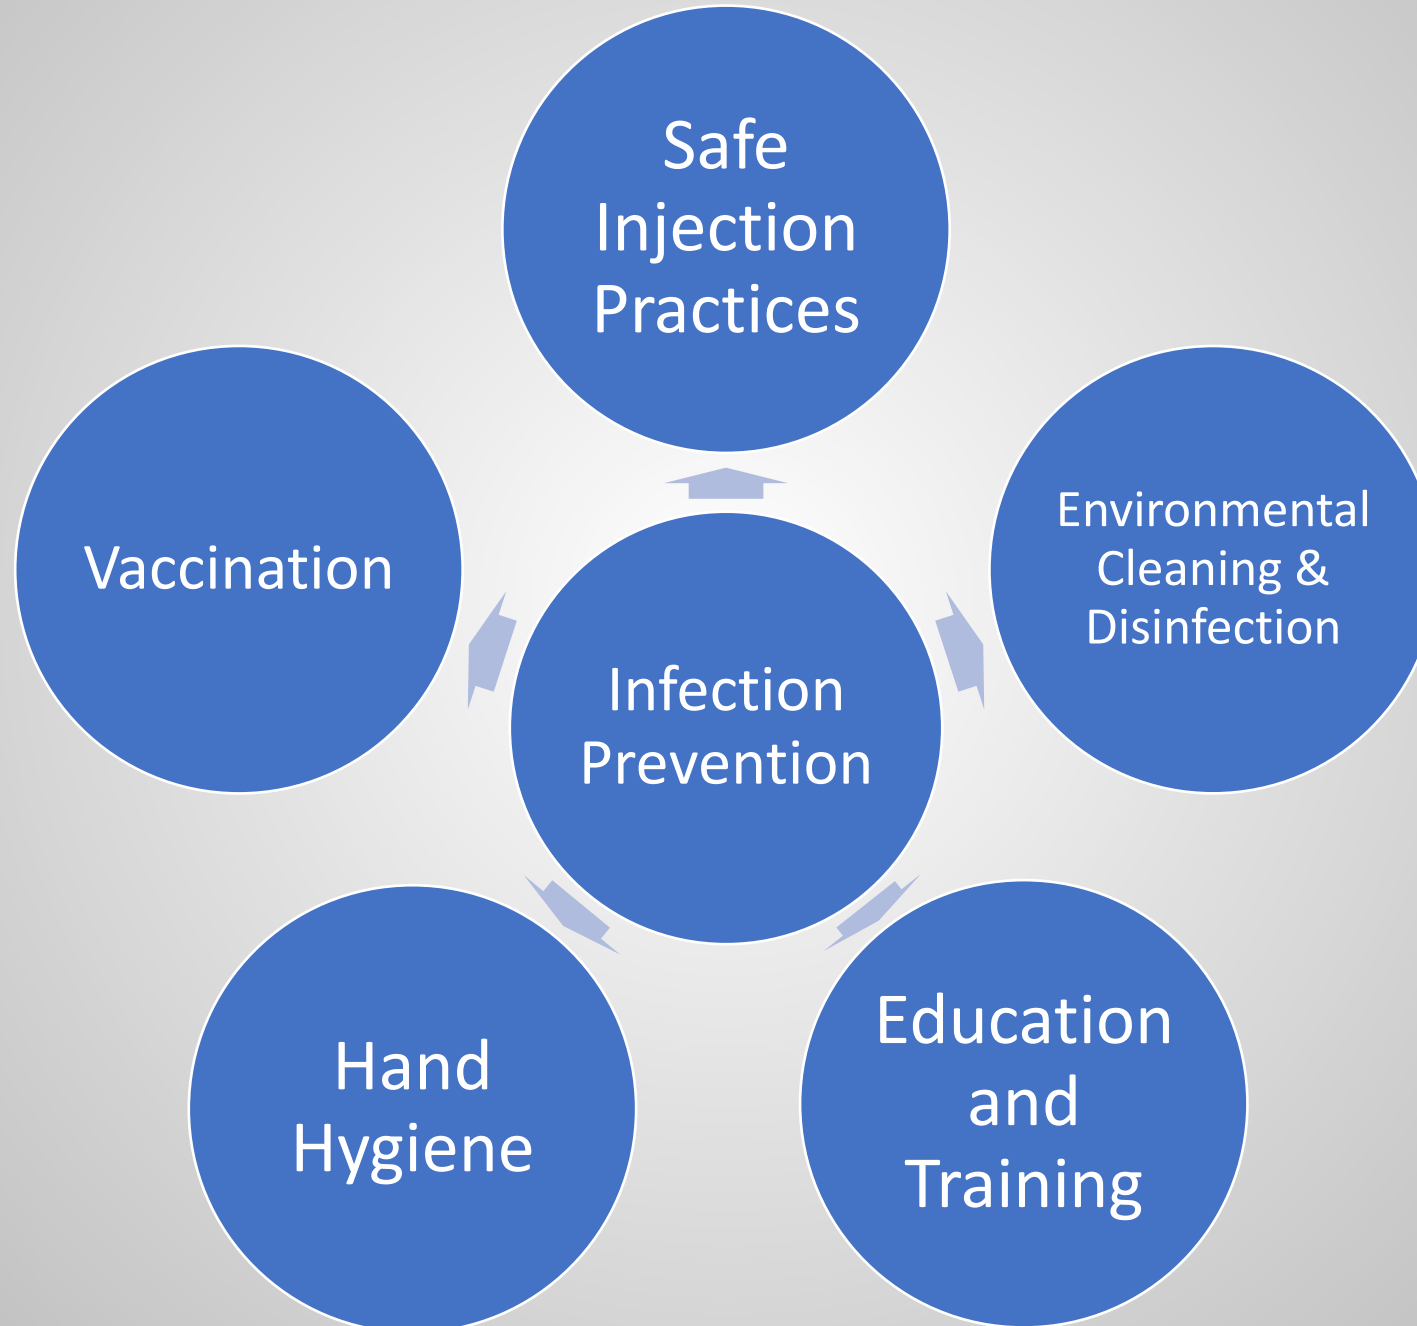 Safe
Injection
Practices
Vaccination
Environmental
Cleaning &
Disinfection
Infection
Prevention
Hand
Hygiene
Education
and
Training